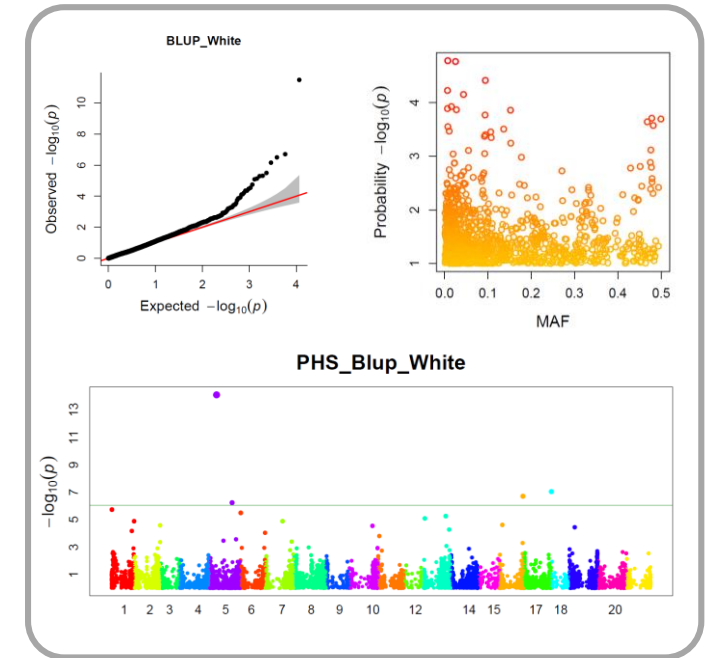 BLUP_White
Observed −log10(p)
10
8
6
4
2
0
0 1 2 3 4
Expected −log10(p)
Probability −log10(p)
4
3
2
1
0.0 0.1 0.2 0.3 0.4 0.5
MAF
PHS_Blup_White
−log10(p)
13
11
9
7
5
3
1
1 2 3 4 5 6 7 8 9 10 12 14 15 17 18 20